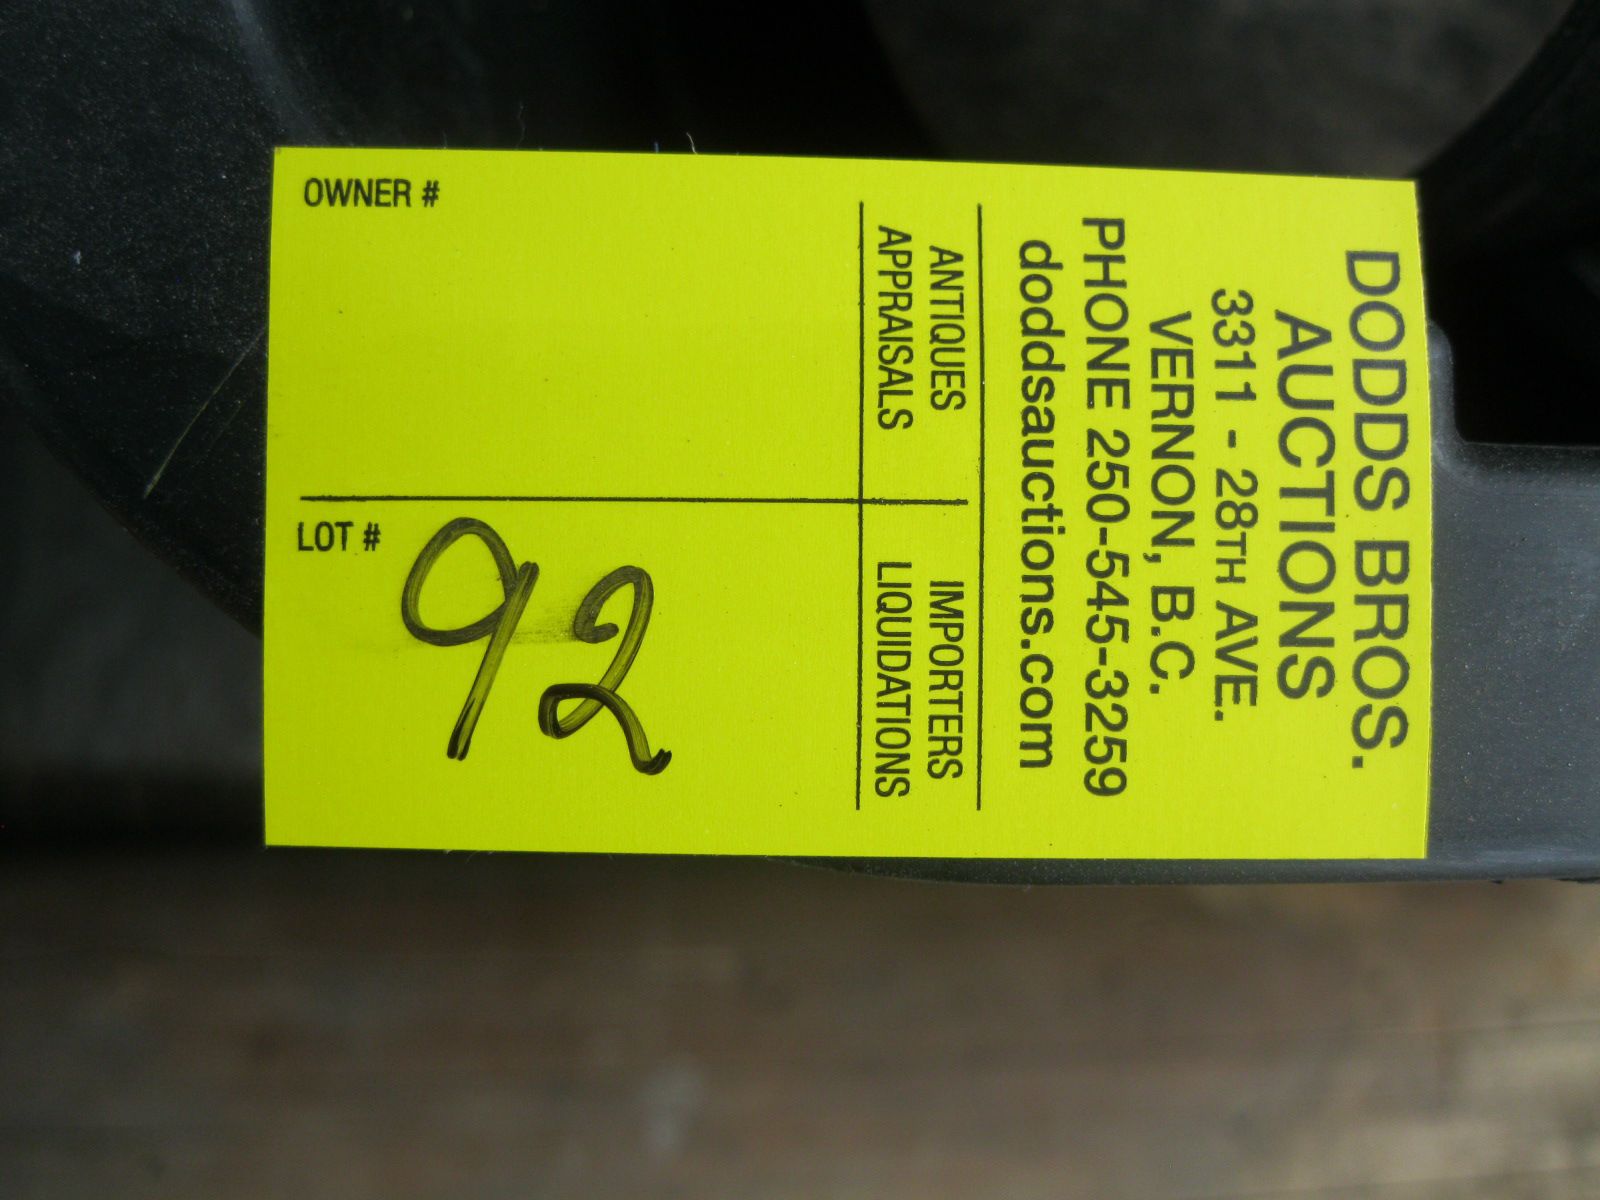 DODDS BROS.
AUCTIONS
3311 - 28TH AVE.
VERNON, B.C.
PHONE 250-545-3259
doddsauctions.com
ANTIQUES
APPRAISALS
IMPORTERS
LIQUIDATIONS
OWNER #
LOT # 92